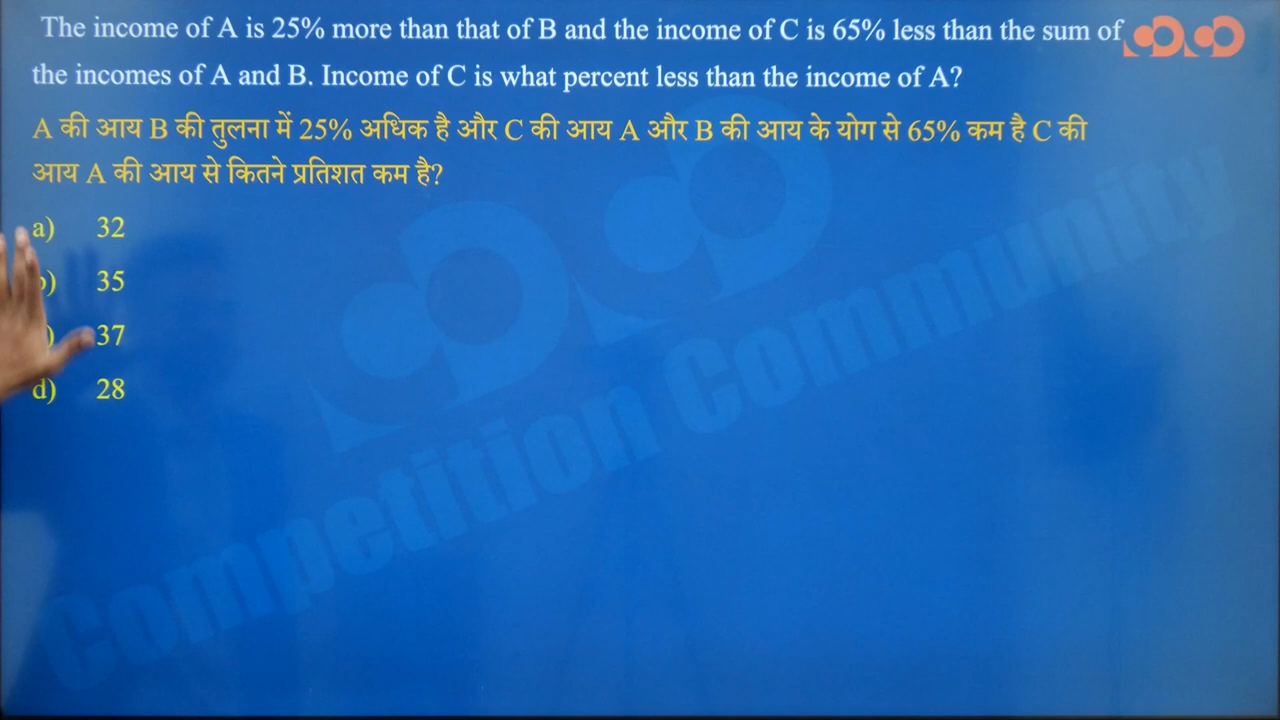 The income of A is 25% more than that of B and the income of C is 65% less than the sum of
the incomes of A and B. Income of C is what percent less than the income of A?
A की आय B की तुलना में 25% अधिक है और C की आय A और B की आय के योग से 65% कम है C की
आय A की आय से कितने प्रतिशत कम है?
a) 32
b) 35
) 37
d) 28
Competition Community